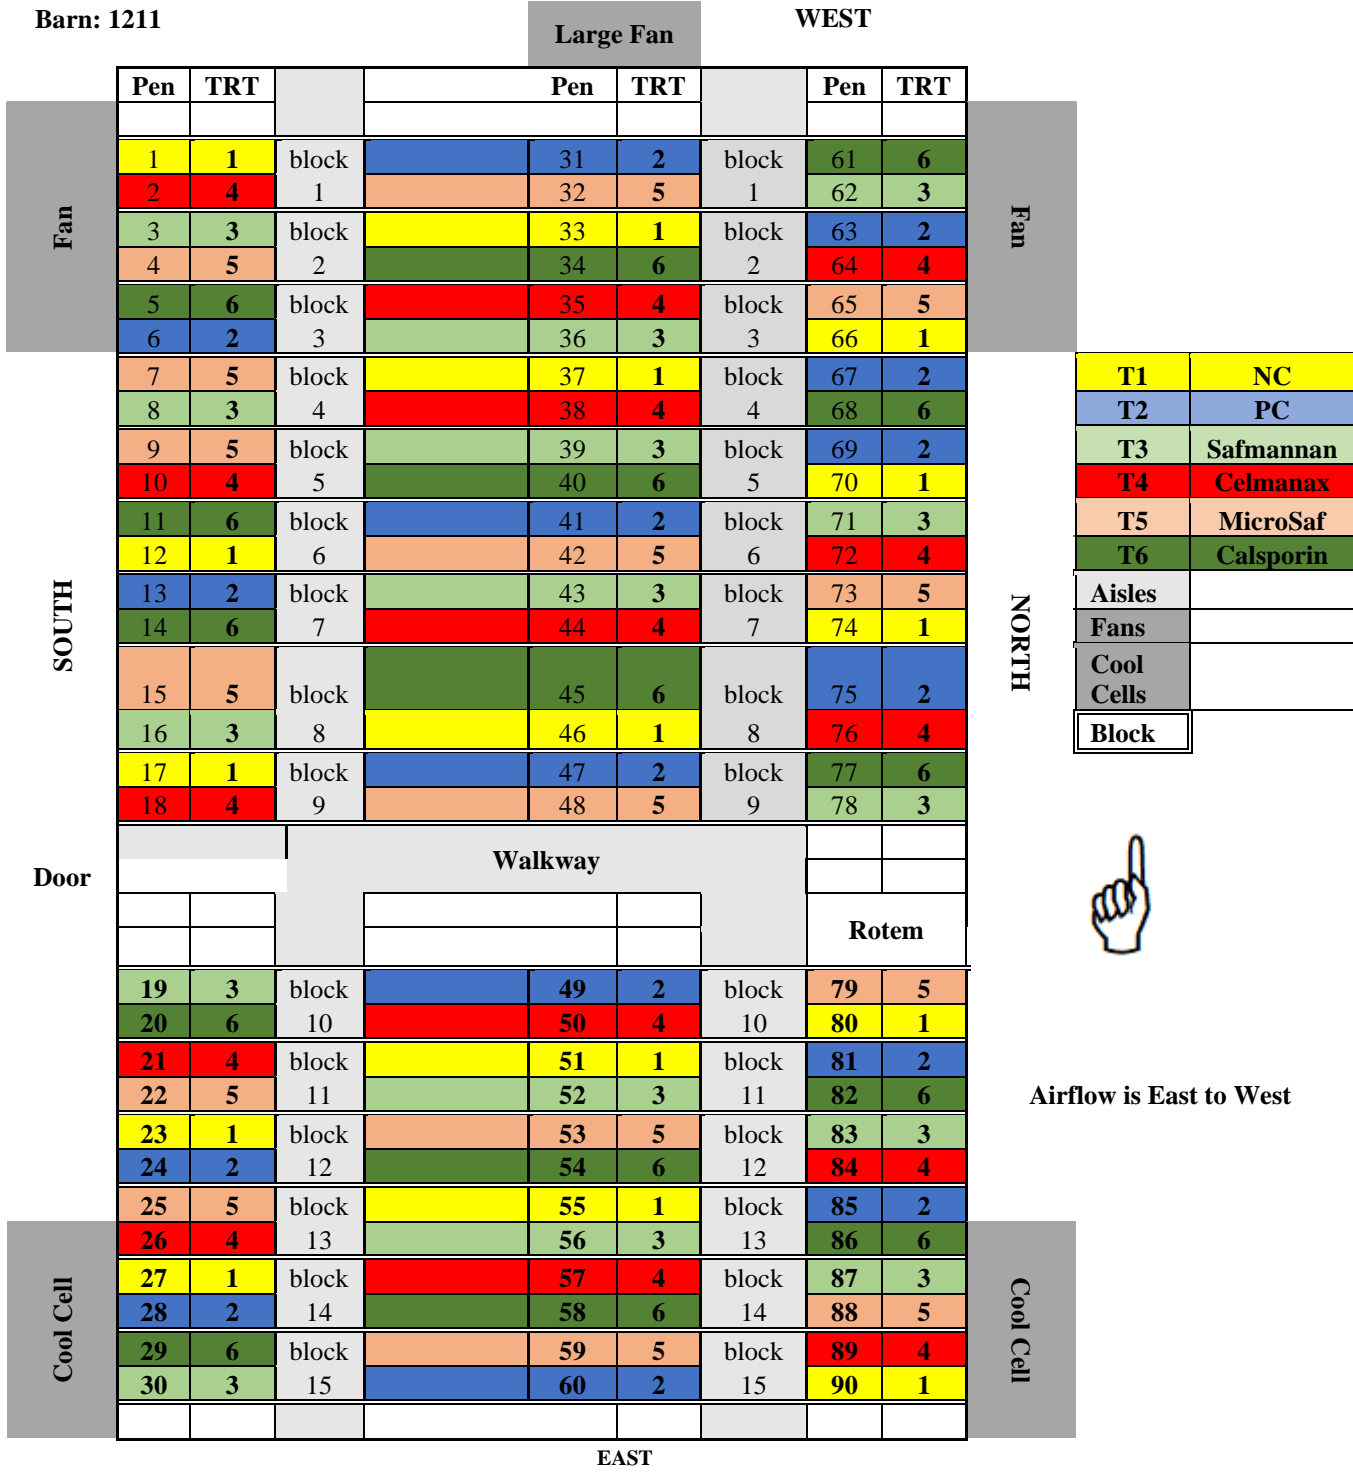 Barn: 1211
WEST
Large Fan
Pen TRT Pen TRT Pen TRT
1 1 block 31 2 block 61 6
2 4 1 32 5 1 62 3
3 3 block 33 1 block 63 2
4 5 2 34 6 2 64 4
5 6 block 35 4 block 65 5
6 2 3 36 3 3 66 1
7 5 block 37 1 block 67 2
8 3 4 38 4 4 68 6
9 5 block 39 3 block 69 2
10 4 5 40 6 5 70 1
11 6 block 41 2 block 71 3
12 1 6 42 5 6 72 4
13 2 block 43 3 block 73 5
14 6 7 44 4 7 74 1
15 5 block 45 6 block 75 2
16 3 8 46 1 8 76 4
17 1 block 47 2 block 77 6
18 4 9 48 5 9 78 3
Walkway
Rotem
19 3 block 49 2 block 79 5
20 6 10 50 4 10 80 1
21 4 block 51 1 block 81 2
22 5 11 52 3 11 82 6
23 1 block 53 5 block 83 3
24 2 12 54 6 12 84 4
25 5 block 55 1 block 85 2
26 4 13 56 3 13 86 6
27 1 block 57 4 block 87 3
28 2 14 58 6 14 88 5
29 6 block 59 5 block 89 4
30 3 15 60 2 15 90 1
EAST
Fan
SOUTH
Door
Cool Cell
Fan
NORTH
Cool Cell
T1 NC
T2 PC
T3 Safmannan
T4 Celmanax
T5 MicroSaf
T6 Calsporin
Aisles
Fans
Cool
Cells
Block
Airflow is East to West